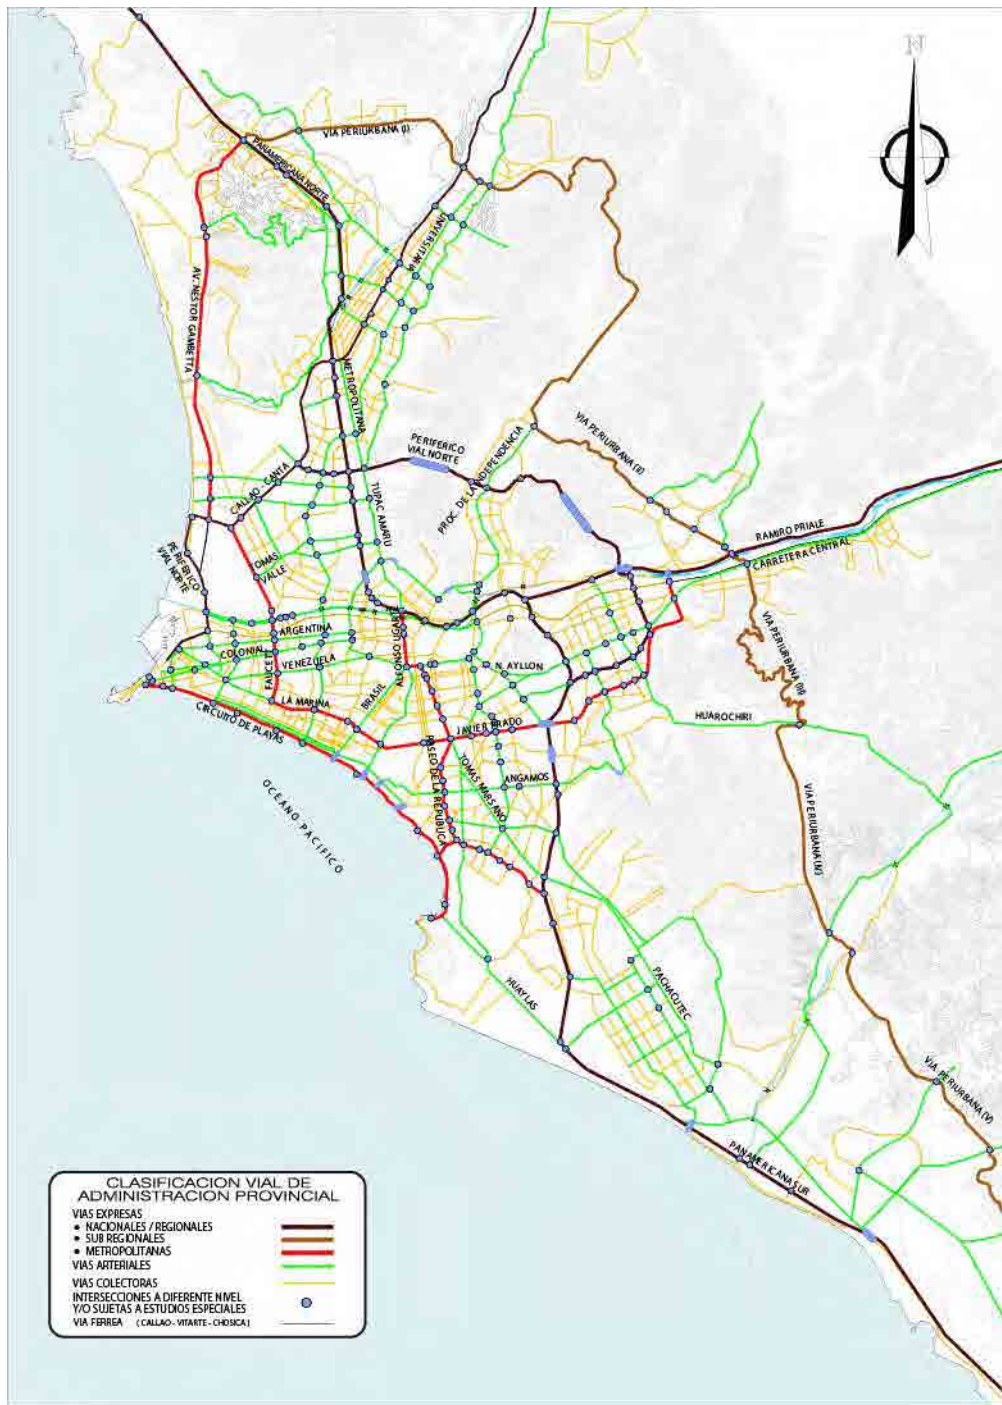 N
VIA PERIURBANA (I)
PANAMERICANA NORTE
UNIVERSITARIA
AV. NESTOR GAMBETTA
METROPOLITANA
PERIFERICO
VIAL NORTE
VIA PERIURBANA (II)
PROC. DE LA INDEPENDENCIA
CALLAO - CANTA
TUPAC AMARU
RAMIRO PRIALE
CARRETERA CENTRAL
PERIFERICO
VIAL NORTE
TOMAS
VALLE
VIA PERIURBANA (III)
ARGENTINA
ALFONSO UGARTE
COLONIAL
VENEZUELA
N. AYLLON
FAUCETT
BRASIL
LA MARINA
HUAROCHIRI
CIRCUITO DE PLAYAS
JAVIER PRADO
PASEO DE LA REPUBLICA
TOMAS MARSANO
ANGAMOS
OCEANO PACIFICO
VIA PERIURBANA (IV)
HUAYLAS
PACHACUTEC
VIA PERIURBANA (V)
PANAMERICANA SUR
CLASIFICACION VIAL DE
ADMINISTRACION PROVINCIAL
VIAS EXPRESAS
• NACIONALES / REGIONALES
• SUB REGIONALES
• METROPOLITANAS
VIAS ARTERIALES
VIAS COLECTORAS
INTERSECCIONES A DIFERENTE NIVEL
Y/O SUJETAS A ESTUDIOS ESPECIALES
VIA FERREA (CALLAO - VITARTE - CHOSICA)